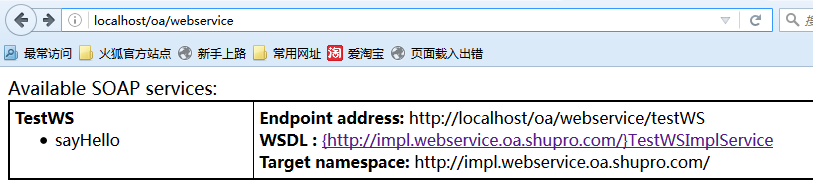 localhost/oa/webservice
最常访问 火狐官方站点 新手上路 常用网址 淘 爱淘宝 页面载入出错
Available SOAP services:
TestWS
• sayHello
Endpoint address: http://localhost/oa/webservice/testWS
WSDL : {http://impl.webservice.oa.shupro.com/}TestWSImplService
Target namespace: http://impl.webservice.oa.shupro.com/